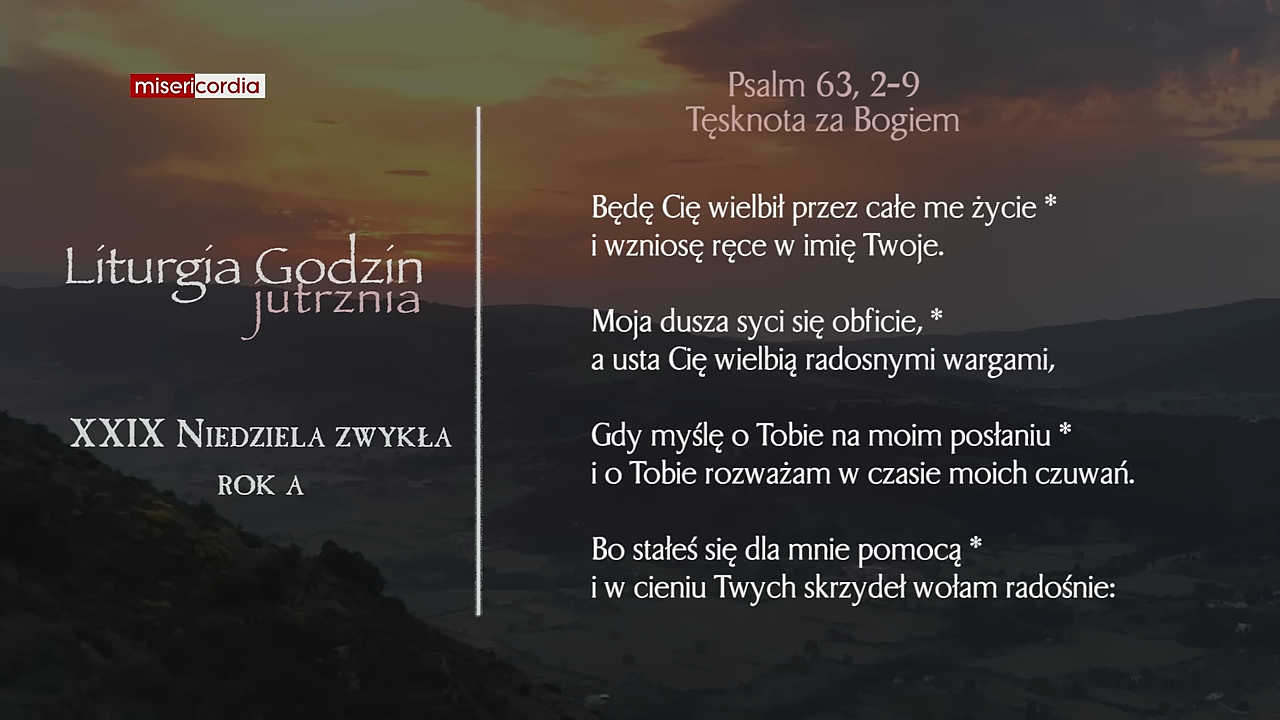 misericordia
Liturgia Godzin
jutrznia
XXIX Niedziela zwykła
rok A
Psalm 63, 2-9
Tęsknota za Bogiem
Będę Cię wielbił przez całe me życie *
i wzniosę ręce w imię Twoje.
Moja dusza syci się obficie, *
a usta Cię wielbią radosnymi wargami,
Gdy myślę o Tobie na moim posłaniu *
i o Tobie rozważam w czasie moich czuwań.
Bo stałeś się dla mnie pomocą *
i w cieniu Twych skrzydeł wołam radośnie: